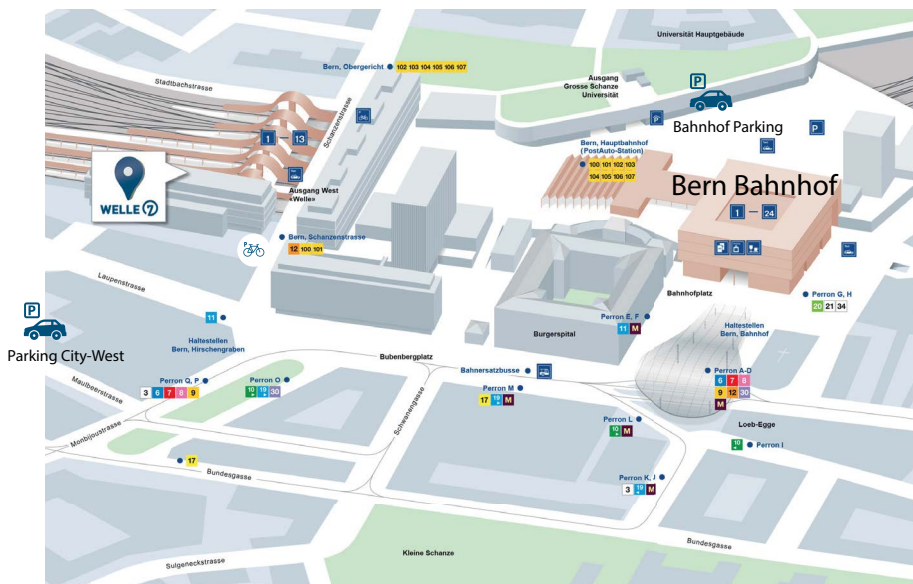 Universität Hauptgebäude
Bern, Obergericht
102 103 104 105 106 107
Stadtbachstrasse
Schanzenstrasse
Ausgang
Grosse Schanze
Universität
P
Bahnhof Parking
P
1 – 13
Bern, Hauptbahnhof
(PostAuto-Station)
100 101 102 103
104 105 106 107
Bern Bahnhof
1 – 24
WELLE 7
Ausgang West
«Welle»
P
Bern, Schanzenstrasse
12 100 101
Laupenstrasse
Bahnhofplatz
Perron G, H
20 21 34
P
Parking City-West
11
Haltestellen
Bern, Hirschengraben
Perron E, F
11 M
Burgerspital
Haltestellen
Bern, Bahnhof
Bubenbergplatz
Maulbeerstrasse
Perron Q, P
3 6 7 8 9
Perron O
10 19 30
Bahnersatzbusse
Perron M
17 19 M
Perron A-D
6 7 8
9 12 30
M
Schwanengasse
Monbijoustrasse
Perron L
10 M
Loeb-Egge
10
Perron I
17
Bundesgasse
Perron K, J
3 19 M
Bundesgasse
Kleine Schanze
Sulgeneckstrasse